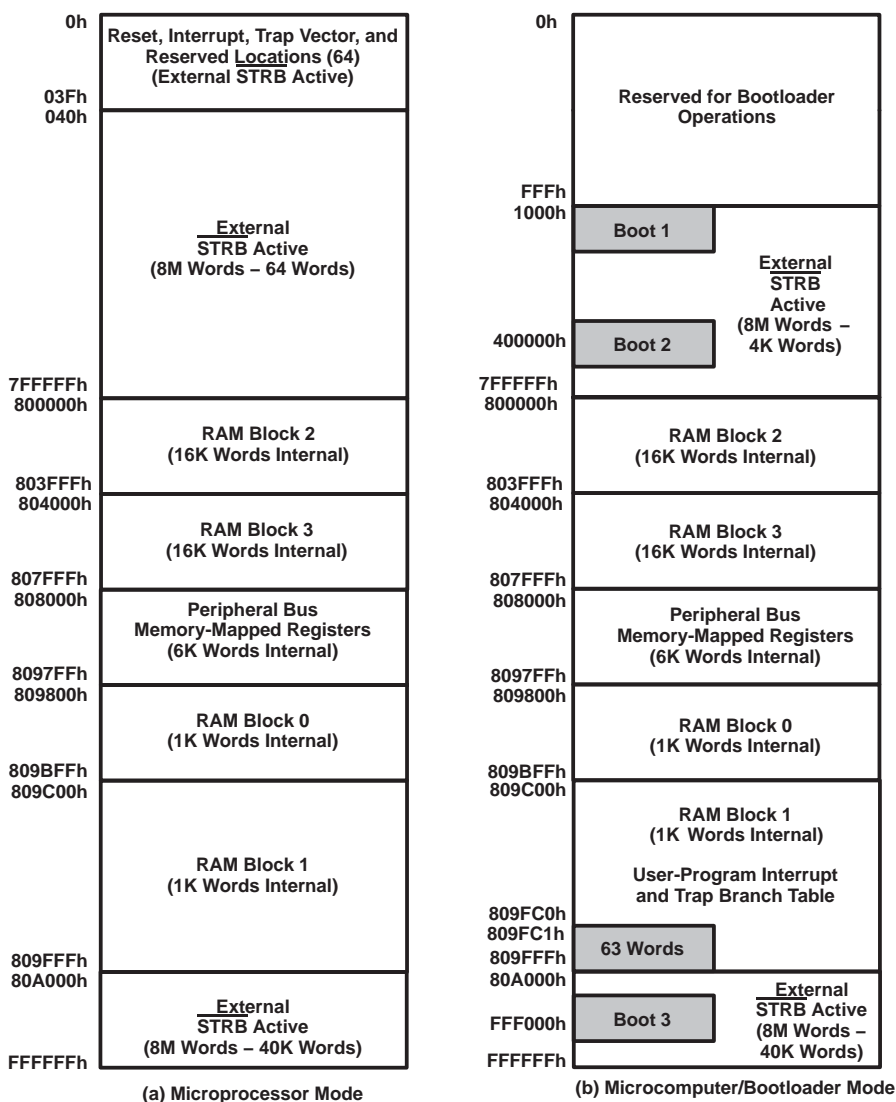 0h
Reset, Interrupt, Trap Vector, and
Reserved Locations (64)
(External STRB Active)
03Fh
040h
External
STRB Active
(8M Words – 64 Words)
7FFFFFh
800000h
RAM Block 2
(16K Words Internal)
803FFFh
804000h
RAM Block 3
(16K Words Internal)
807FFFh
808000h
Peripheral Bus
Memory-Mapped Registers
(6K Words Internal)
8097FFh
809800h
RAM Block 0
(1K Words Internal)
809BFFh
809C00h
RAM Block 1
(1K Words Internal)
809FFFh
80A000h
External
STRB Active
(8M Words – 40K Words)
FFFFFFh
(a) Microprocessor Mode
0h
Reserved for Bootloader
Operations
FFFh
1000h
Boot 1
External
STRB
Active
(8M Words –
4K Words)
400000h
Boot 2
7FFFFFh
800000h
RAM Block 2
(16K Words Internal)
803FFFh
804000h
RAM Block 3
(16K Words Internal)
807FFFh
808000h
Peripheral Bus
Memory-Mapped Registers
(6K Words Internal)
8097FFh
809800h
RAM Block 0
(1K Words Internal)
809BFFh
809C00h
RAM Block 1
(1K Words Internal)
User-Program Interrupt
and Trap Branch Table
809FC0h
809FC1h
63 Words
809FFFh
80A000h
External
STRB Active
(8M Words –
40K Words)
FFF000h
Boot 3
FFFFFFh
(b) Microcomputer/Bootloader Mode